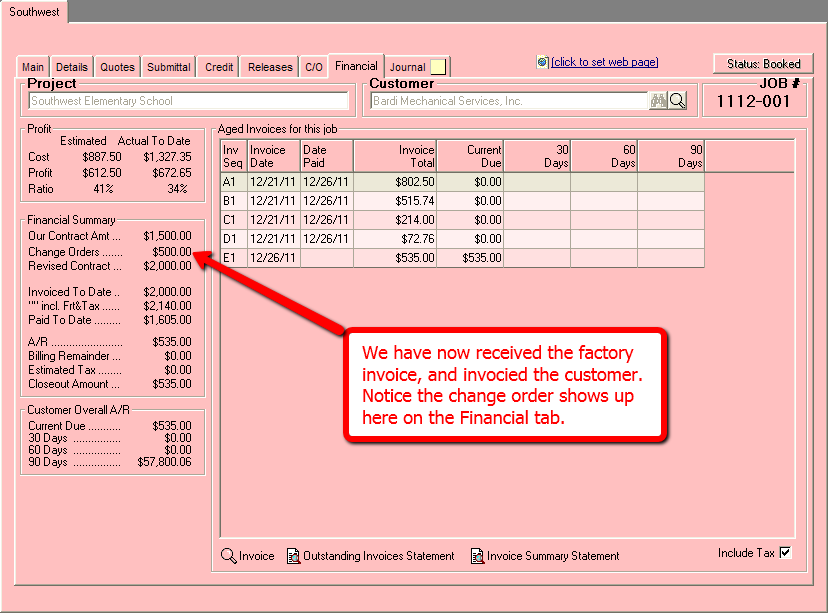 Southwest
Main Details Quotes Submittal Credit Releases C/O Financial Journal [click to set web page] Status: Booked
Project Customer JOB #
Southwest Elementary School Bardi Mechanical Services, Inc. 1112-001
Profit
Estimated Actual To Date
Cost $887.50 $1,327.35
Profit $612.50 $672.65
Ratio 41% 34%
Financial Summary
Our Contract Amt ... $1,500.00
Change Orders ....... $500.00
Revised Contract ... $2,000.00
Invoiced To Date .. $2,000.00
"" incl. Frt&Tax ...... $2,140.00
Paid To Date ......... $1,605.00
A/R ........................ $535.00
Billing Remainder ... $0.00
Estimated Tax ........ $0.00
Closeout Amount ... $535.00
Customer Overall A/R
Current Due ........... $535.00
30 Days ................ $0.00
60 Days ................ $0.00
90 Days ................ $57,800.06
Aged Invoices for this job
Inv Invoice Date Invoice Current 30 60 90
Seq Date Paid Total Due Days Days Days
A1 12/21/11 12/26/11 $802.50 $0.00
B1 12/21/11 12/26/11 $515.74 $0.00
C1 12/21/11 12/26/11 $214.00 $0.00
D1 12/21/11 12/26/11 $72.76 $0.00
E1 12/26/11 $535.00 $535.00
We have now received the factory
invoice, and invocied the customer.
Notice the change order shows up
here on the Financial tab.
Invoice Outstanding Invoices Statement Invoice Summary Statement Include Tax